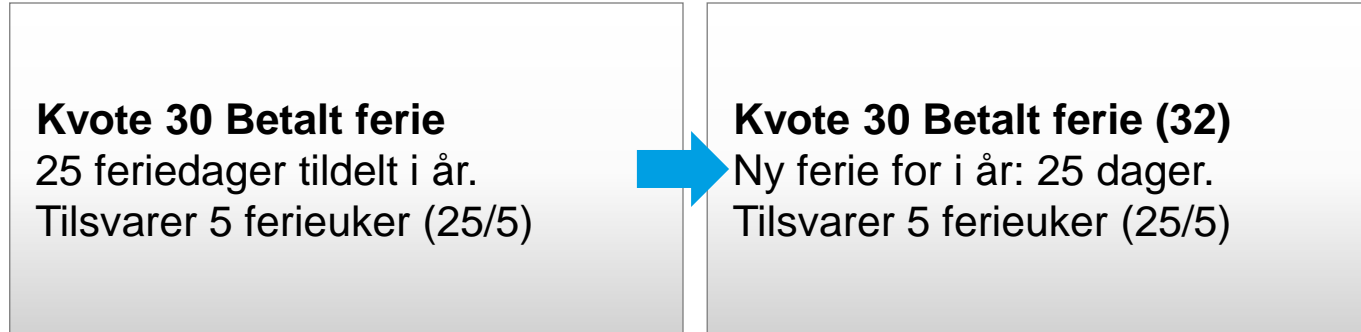 Kvote 30 Betalt ferie
25 feriedager tildelt i år.
Tilsvarer 5 ferieuker (25/5)
Kvote 30 Betalt ferie (32)
Ny ferie for i år: 25 dager.
Tilsvarer 5 ferieuker (25/5)